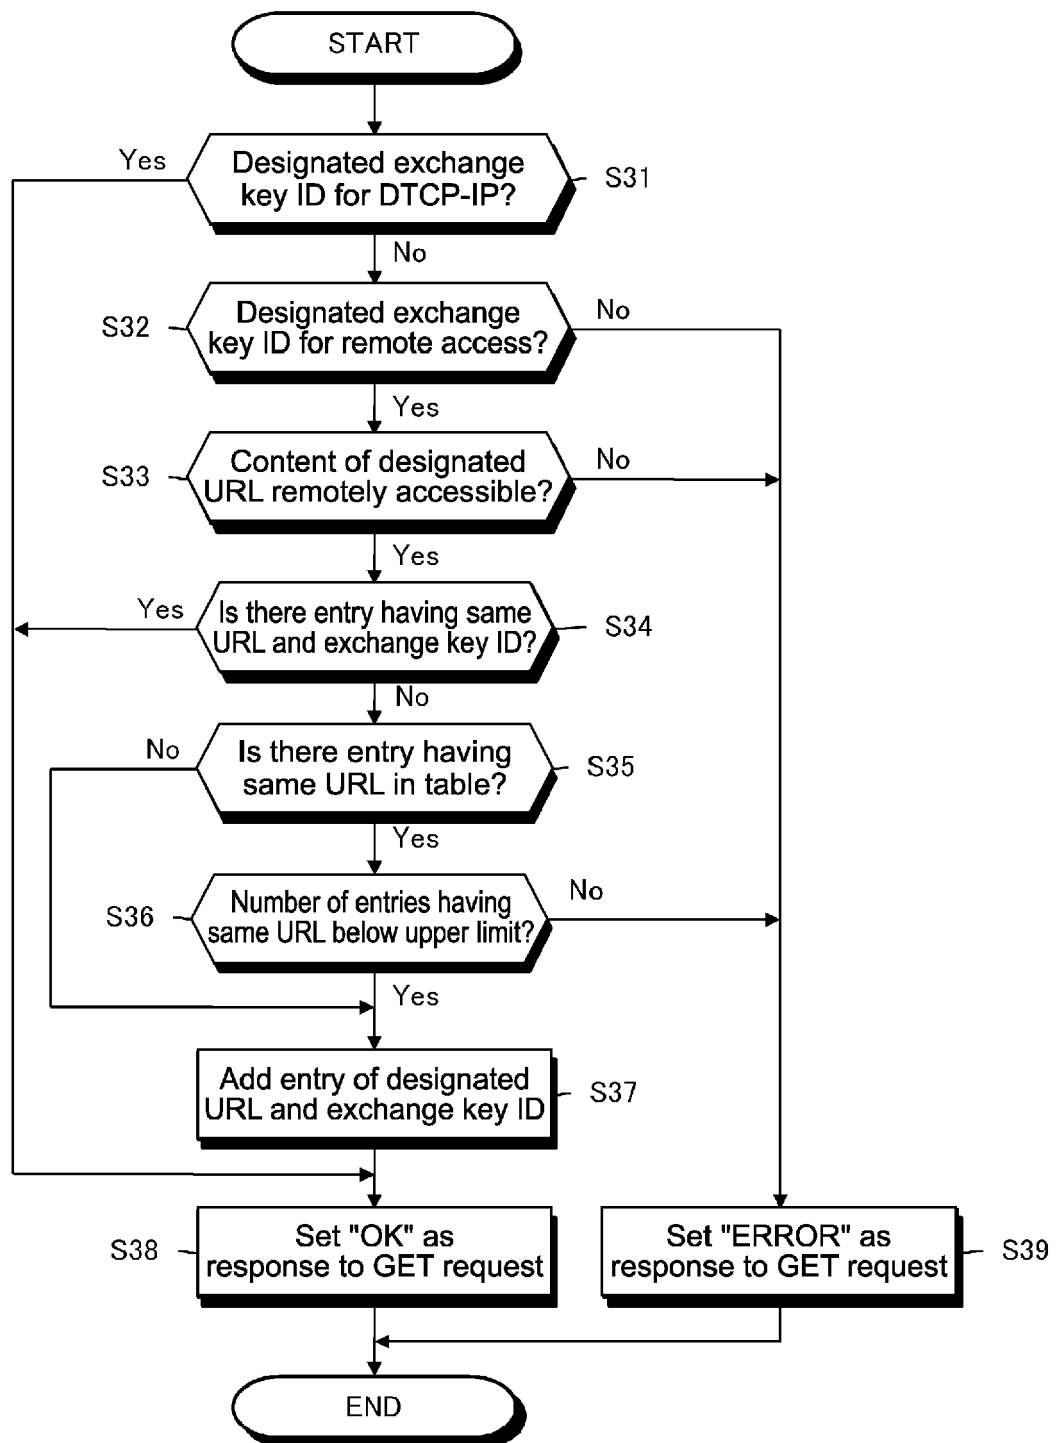 START
Yes
Designated exchange
key ID for DTCP-IP?
S31
No
S32
Designated exchange
key ID for remote access?
No
Yes
S33
Content of designated
URL remotely accessible?
No
Yes
Yes
Is there entry having same
URL and exchange key ID?
S34
No
No
Is there entry having
same URL in table?
S35
Yes
S36
Number of entries having
same URL below upper limit?
No
Yes
Add entry of designated
URL and exchange key ID
S37
S38
Set "OK" as
response to GET request
Set "ERROR" as
response to GET request
S39
END